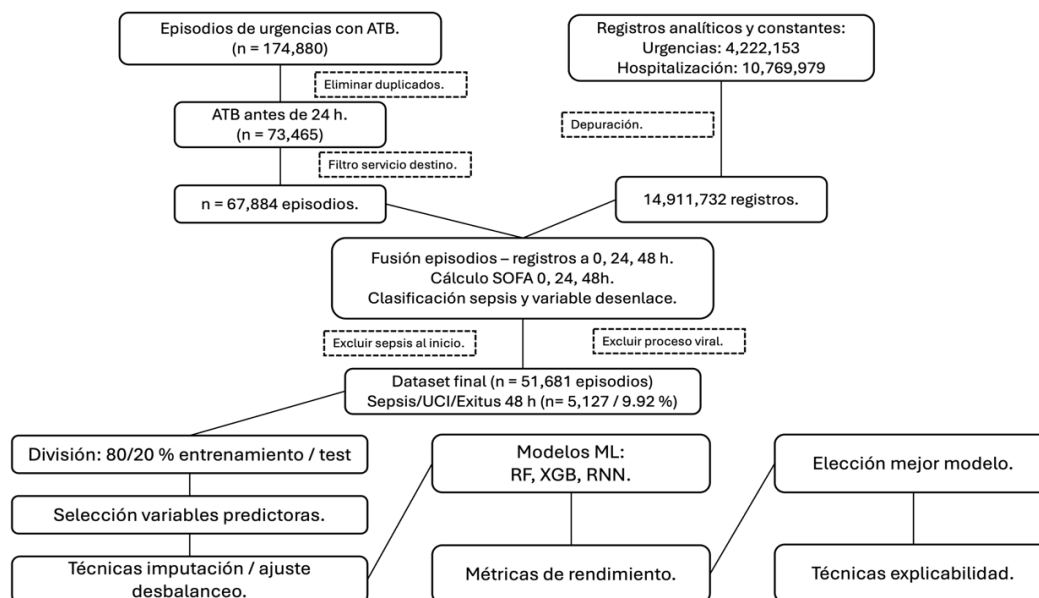 Episodios de urgencias con ATB.
(n = 174,880)
Registros analíticos y constantes:
Urgencias: 4,222,153
Hospitalización: 10,769,979
Eliminar duplicados.
ATB antes de 24 h.
(n = 73,465)
Depuración.
Filtro servicio destino.
n = 67,884 episodios.
14,911,732 registros.
Fusión episodios – registros a 0, 24, 48 h.
Cálculo SOFA 0, 24, 48h.
Clasificación sepsis y variable desenlace.
Excluir sepsis al inicio.
Excluir proceso viral.
Dataset final (n = 51,681 episodios)
Sepsis/UCI/Exitus 48 h (n= 5,127 / 9.92 %)
División: 80/20 % entrenamiento / test
Selección variables predictoras.
Técnicas imputación / ajuste
desbalanceo.
Modelos ML:
RF, XGB, RNN.
Métricas de rendimiento.
Elección mejor modelo.
Técnicas explicabilidad.